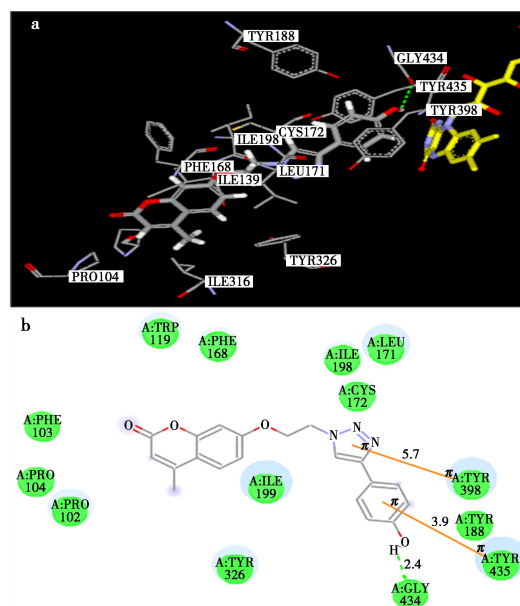 a
TYR188
GLY434
TYR435
TYR398
CYS172
ILE198
PHE168
LEU171
ILE139
TYR326
PRO104
ILE316
b
A:TRP
119
A:PHE
168
A:ILE
198
A:LEU
171
A:CYS
172
A:PHE
103
A:PRO
104
A:PRO
102
A:ILE
199
A:TYR
326
A:TYR
398
A:TYR
188
A:TYR
435
A:GLY
434
O
O
O
N
N
N
π
5.7
π
π
3.9
π
O
H
2.4